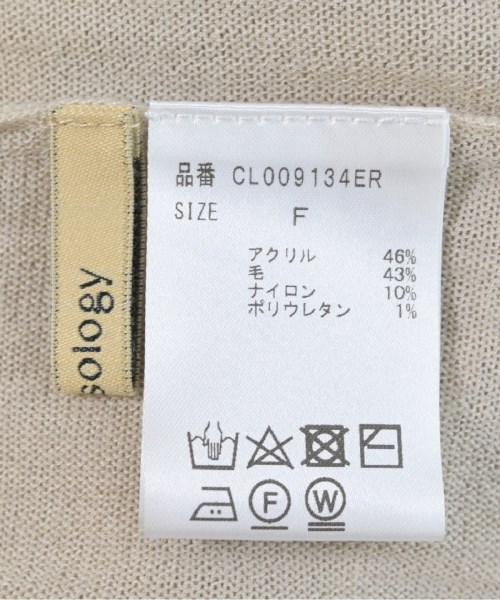 品番 CL009134ER
SIZE F
アクリル 46%
毛 43%
ナイロン 10%
ポリウレタン 1%
F W
sology